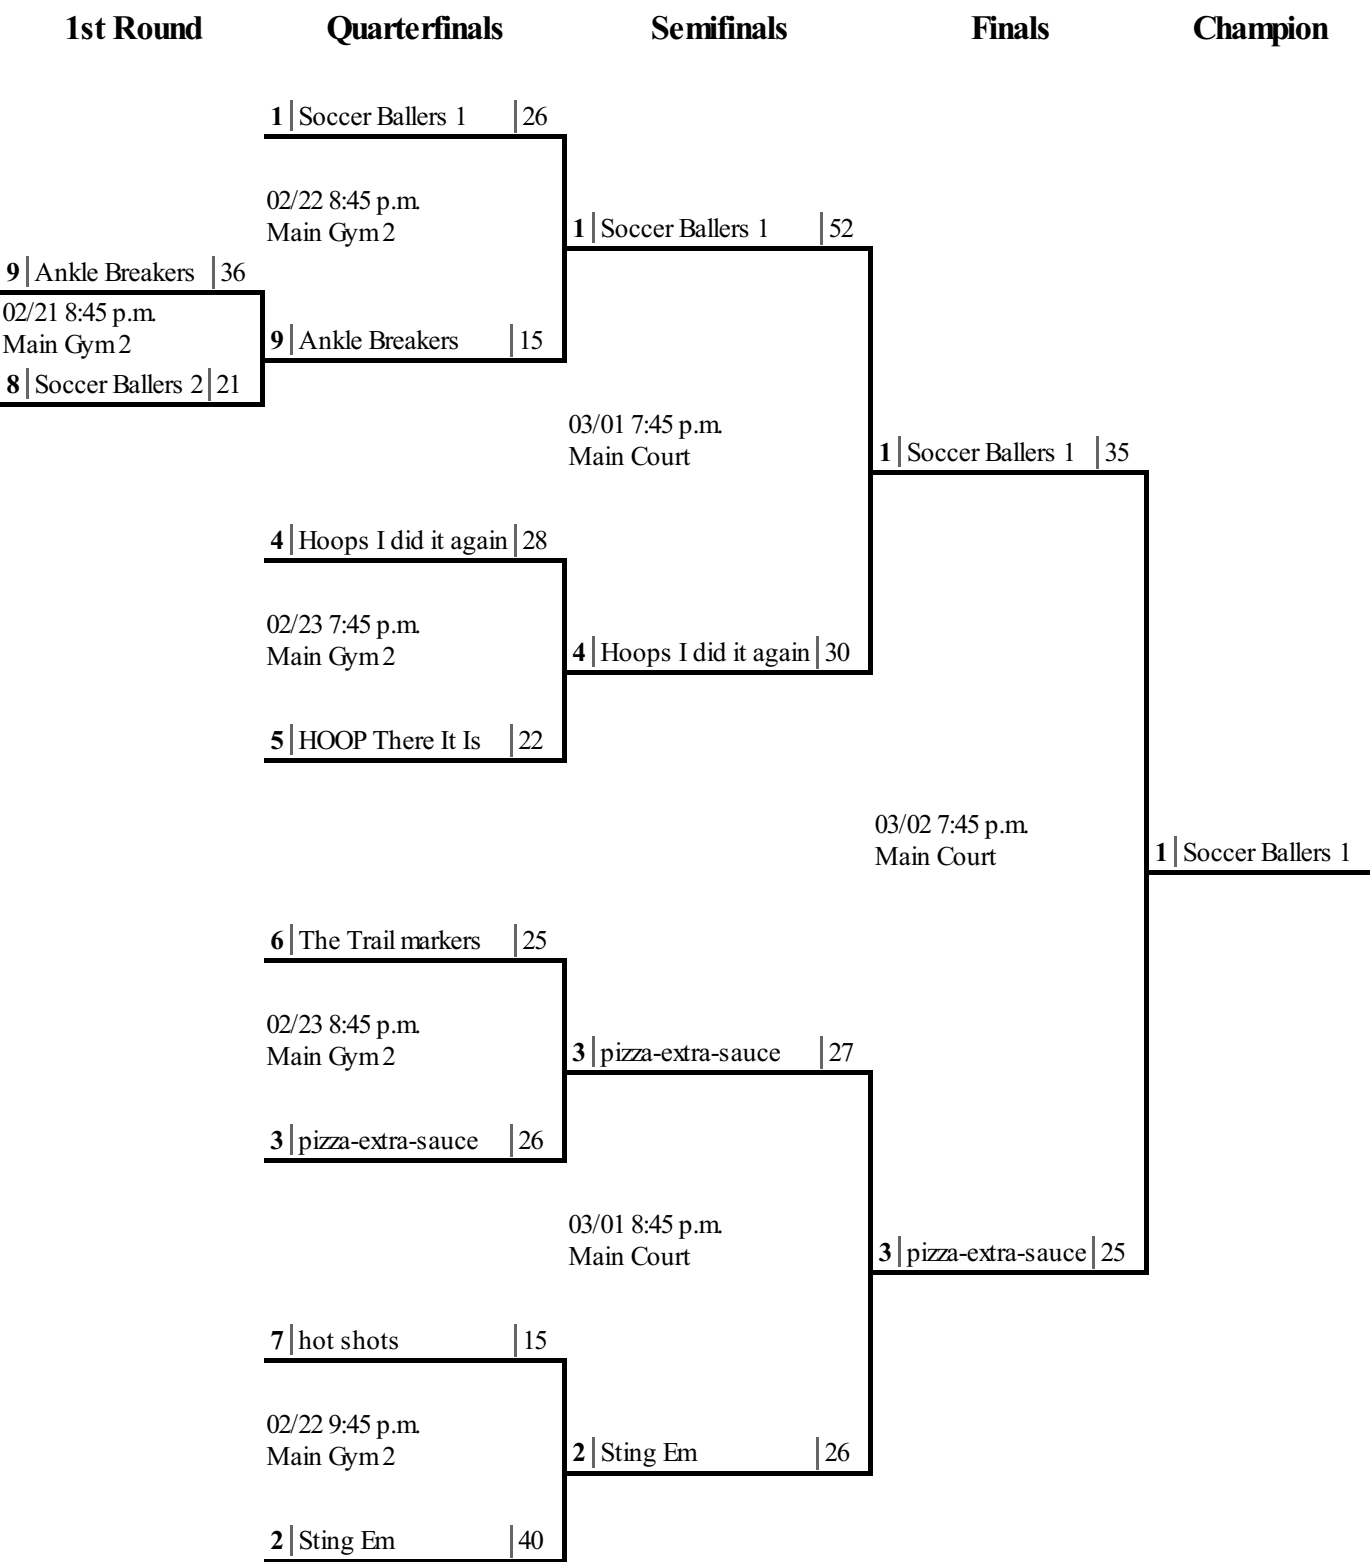 1st Round Quarterfinals Semifinals Finals Champion
1 Soccer Ballers 1 26
02/22 8:45 p.m.
Main Gym 2
1 Soccer Ballers 1 52
9 Ankle Breakers 36
02/21 8:45 p.m.
Main Gym 2
9 Ankle Breakers 15
8 Soccer Ballers 2 21
03/01 7:45 p.m.
Main Court
1 Soccer Ballers 1 35
4 Hoops I did it again 28
02/23 7:45 p.m.
Main Gym 2
4 Hoops I did it again 30
5 HOOP There It Is 22
03/02 7:45 p.m.
Main Court
1 Soccer Ballers 1
6 The Trail markers 25
02/23 8:45 p.m.
Main Gym 2
3 pizza-extra-sauce 27
3 pizza-extra-sauce 26
03/01 8:45 p.m.
Main Court
3 pizza-extra-sauce 25
7 hot shots 15
02/22 9:45 p.m.
Main Gym 2
2 Sting Em 26
2 Sting Em 40